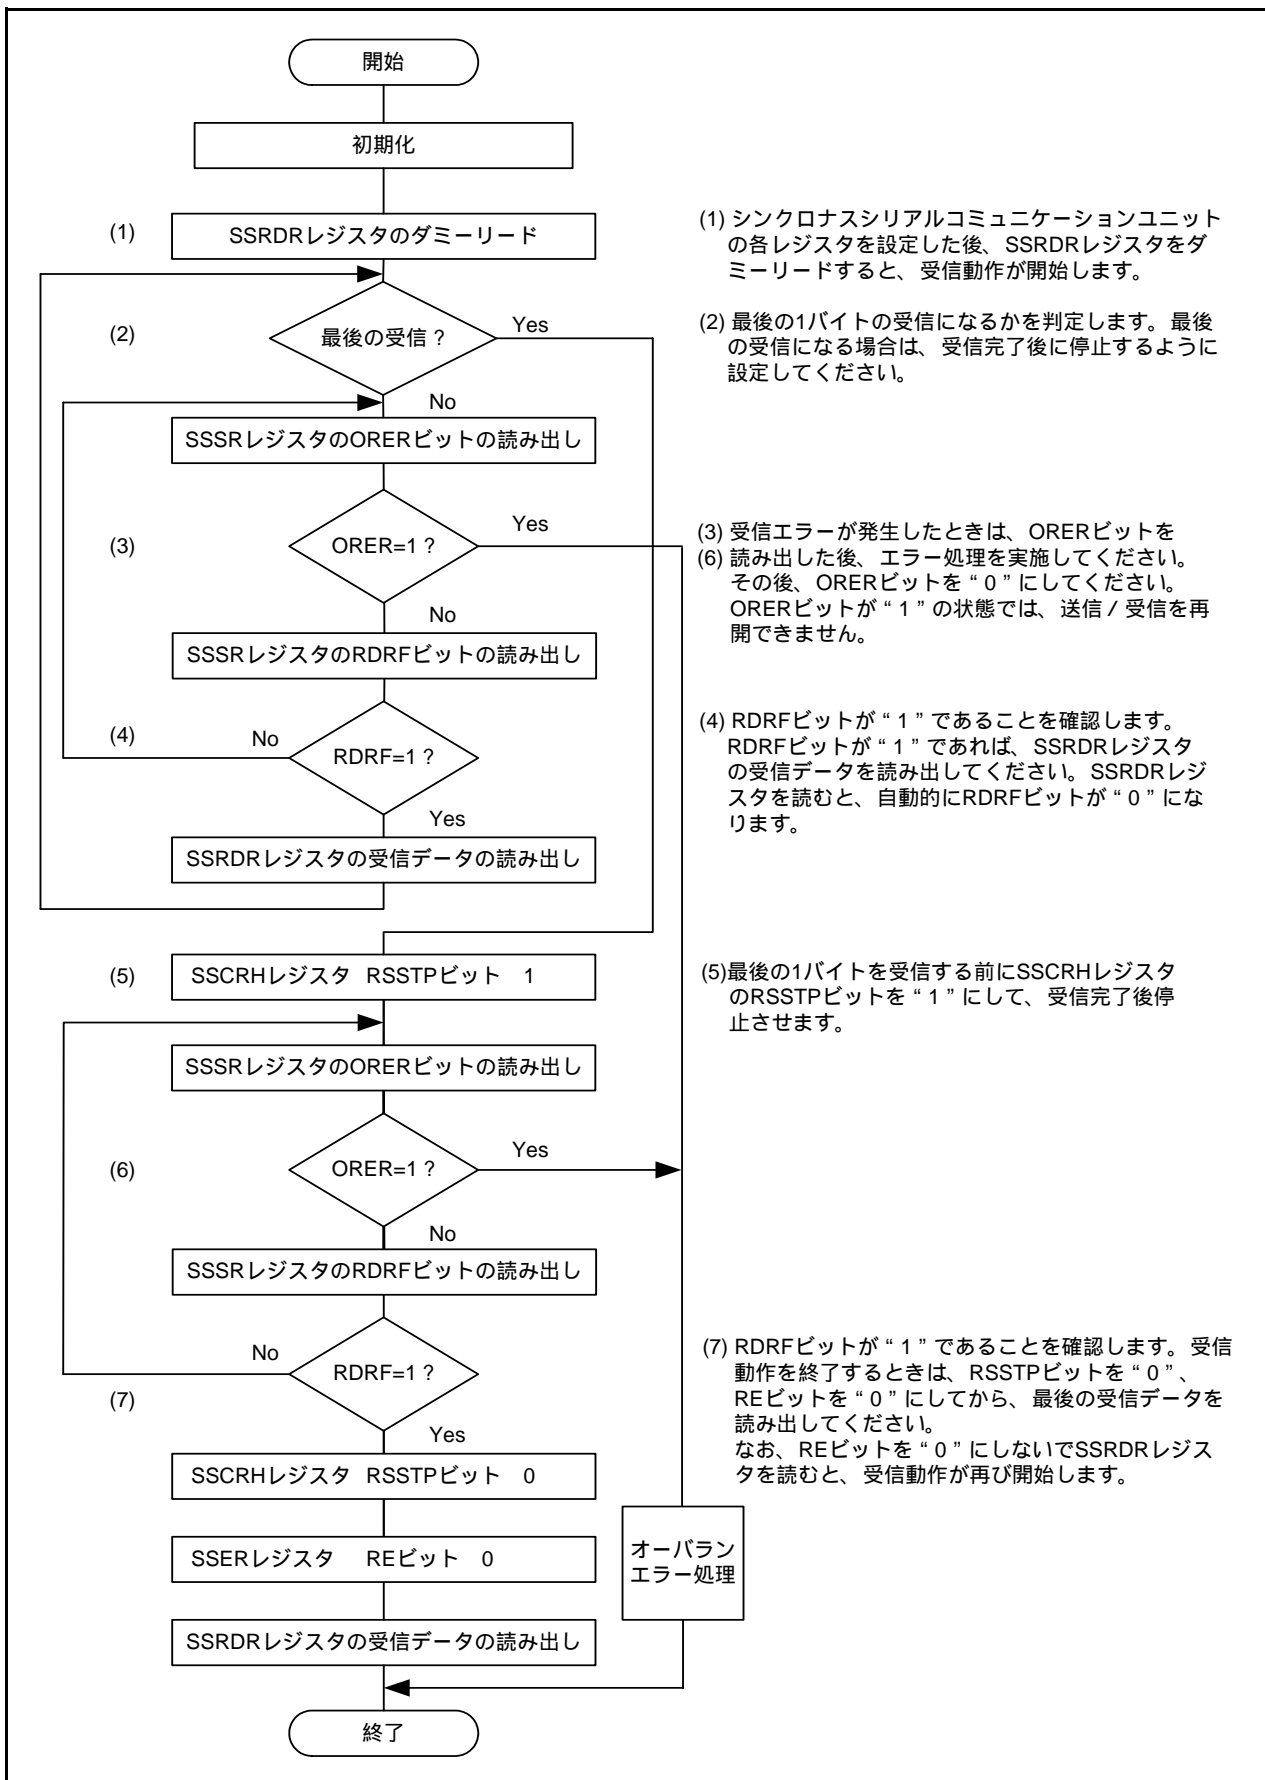 開始
初期化
(1)
SSRDRレジスタのダミーリード
(2)
最後の受信？
Yes
No
SSSRレジスタのORERビットの読み出し
(3)
ORER=1？
Yes
No
SSSRレジスタのRDRFビットの読み出し
(4)
No
RDRF=1？
Yes
SSRDRレジスタの受信データの読み出し
(5)
SSCRHレジスタ RSSTPビット 1
SSSRレジスタのORERビットの読み出し
(6)
ORER=1？
Yes
No
SSSRレジスタのRDRFビットの読み出し
No
RDRF=1？
(7)
Yes
SSCRHレジスタ RSSTPビット 0
SSERレジスタ REビット 0
SSRDRレジスタの受信データの読み出し
オーバラン
エラー処理
終了
(1) シンクロナスシリアルコミュニケーションユニット
の各レジスタを設定した後、SSRDRレジスタをダ
ミーリードすると、受信動作が開始します。
(2) 最後の1バイトの受信になるかを判定します。最後
の受信になる場合は、受信完了後に停止するように
設定してください。
(3) 受信エラーが発生したときは、ORERビットを
(6) 読み出した後、エラー処理を実施してください。
その後、ORERビットを“0”にしてください。
ORERビットが“1”の状態では、送信／受信を再
開できません。
(4) RDRFビットが“1”であることを確認します。
RDRFビットが“1”であれば、SSRDRレジスタ
の受信データを読み出してください。SSRDRレジ
スタを読むと、自動的にRDRFビットが“0”にな
ります。
(5)最後の1バイトを受信する前にSSCRHレジスタ
のRSSTPビットを“1”にして、受信完了後停
止させます。
(7) RDRFビットが“1”であることを確認します。受信
動作を終了するときは、RSSTPビットを“0”、
REビットを“0”にしてから、最後の受信データを
読み出してください。
なお、REビットを“0”にしないでSSRDRレジス
タを読むと、受信動作が再び開始します。